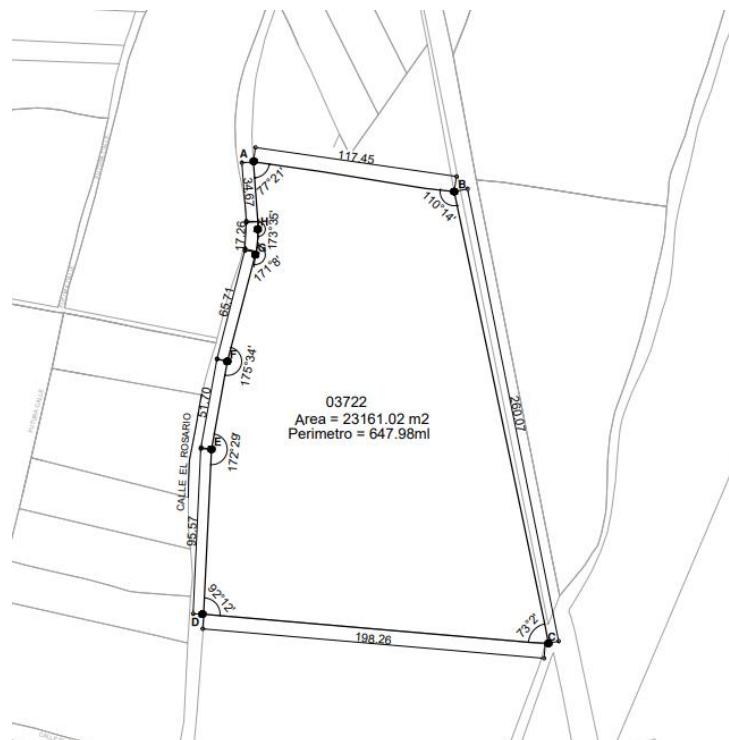 A
117.45
B
77°21'
110°14'
34.67
H
173°35'
17.26
G
171°8'
65.71
F
175°34'
51.70
260.07
03722
Area = 23161.02 m2
Perimetro = 647.98ml
CALLE EL ROSARIO
E
172°29'
95.57
92°12'
D
73°2'
C
198.26
FUTURA CALLE